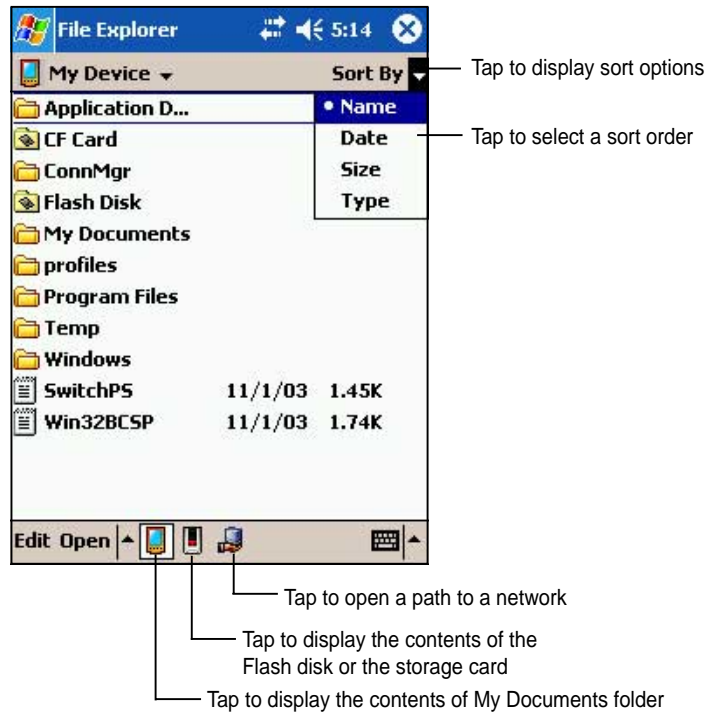 File Explorer 5:14
My Device Sort By
Tap to display sort options
Application D... • Name
CF Card Date
Tap to select a sort order
ConnMgr Size
Flash Disk Type
My Documents
profiles
Program Files
Temp
Windows
SwitchPS 11/1/03 1.45K
Win32BCSP 11/1/03 1.74K
Edit Open
Tap to open a path to a network
Tap to display the contents of the
Flash disk or the storage card
Tap to display the contents of My Documents folder